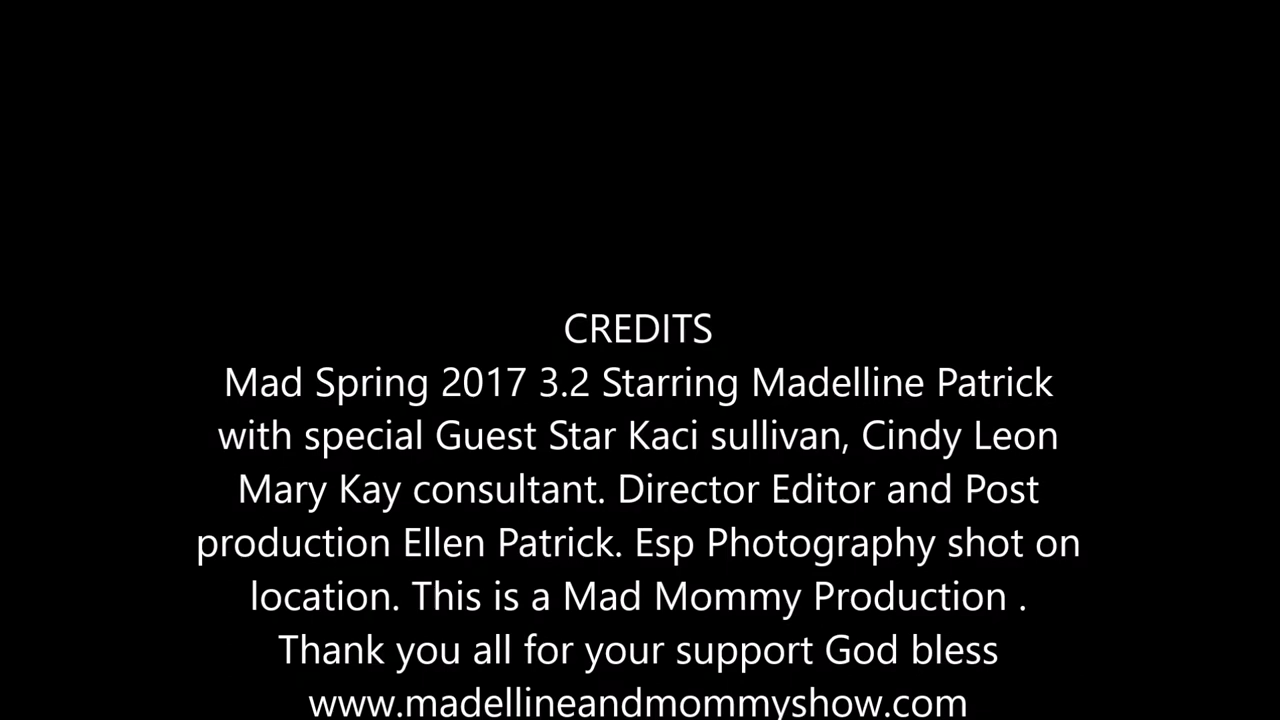 CREDITS
Mad Spring 2017 3.2 Starring Madelline Patrick
with special Guest Star Kaci sullivan, Cindy Leon
Mary Kay consultant. Director Editor and Post
production Ellen Patrick. Esp Photography shot on
location. This is a Mad Mommy Production .
Thank you all for your support God bless
www.madellineandmommyshow.com